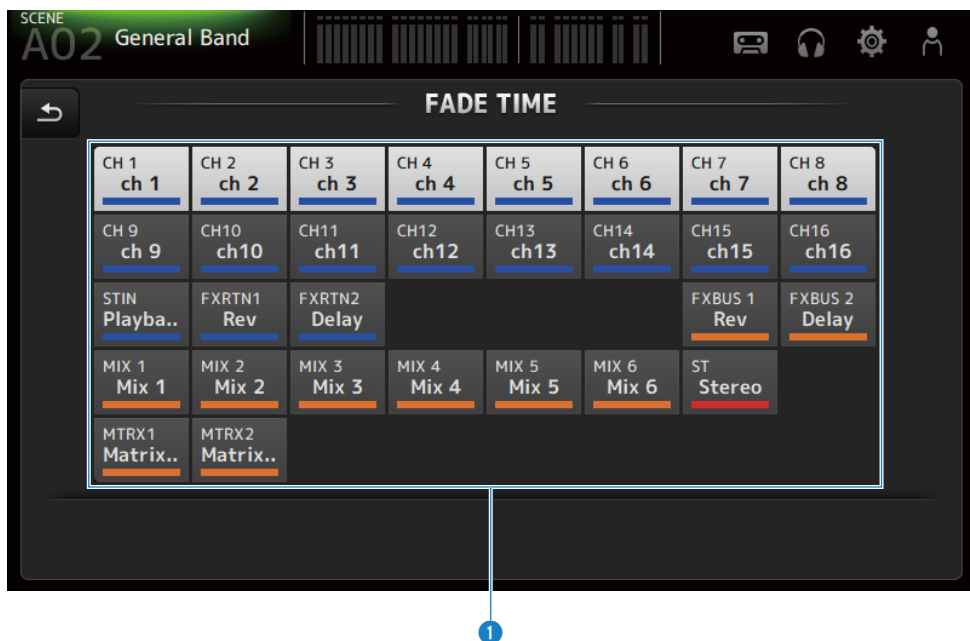 SCENE
A02 General Band
FADE TIME
CH 1 CH 2 CH 3 CH 4 CH 5 CH 6 CH 7 CH 8
ch 1 ch 2 ch 3 ch 4 ch 5 ch 6 ch 7 ch 8
CH 9 CH10 CH11 CH12 CH13 CH14 CH15 CH16
ch 9 ch10 ch11 ch12 ch13 ch14 ch15 ch16
STIN FXRTN1 FXRTN2 FXBUS 1 FXBUS 2
Playba.. Rev Delay Rev Delay
MIX 1 MIX 2 MIX 3 MIX 4 MIX 5 MIX 6 ST
Mix 1 Mix 2 Mix 3 Mix 4 Mix 5 Mix 6 Stereo
MTRX1 MTRX2
Matrix.. Matrix..
1